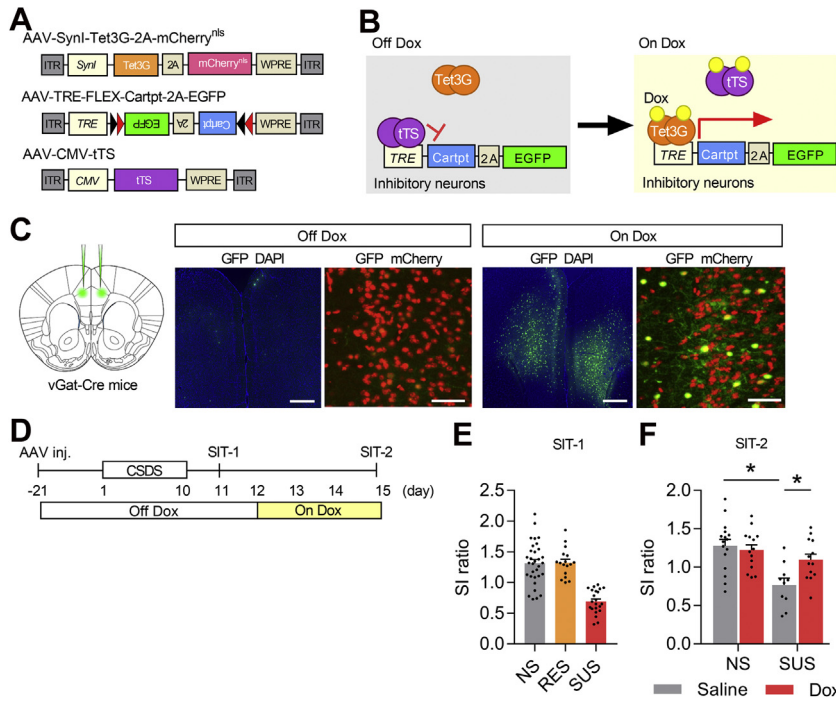 A
AAV-SynI-Tet3G-2A-mCherrynls
ITR SynI Tet3G 2A mCherrynls WPRE ITR
AAV-TRE-FLEX-Cartpt-2A-EGFP
ITR TRE EGFP 2A Cartpt WPRE ITR
AAV-CMV-tTS
ITR CMV tTS WPRE ITR
B
Off Dox
Tet3G
tTS
TRE Cartpt 2A EGFP
Inhibitory neurons
On Dox
tTS
Dox
Tet3G
TRE Cartpt 2A EGFP
Inhibitory neurons
C
vGat-Cre mice
Off Dox
GFP DAPI GFP mCherry
On Dox
GFP DAPI GFP mCherry
D
AAV inj. SIT-1 SIT-2
CSDS
-21 1 10 11 12 13 14 15 (day)
Off Dox On Dox
E
SIT-1
SI ratio
2.5
2.0
1.5
1.0
0.5
0.0
NS RES SUS
F
SIT-2
* *
SI ratio
2.0
1.5
1.0
0.5
0.0
NS SUS
Saline Dox